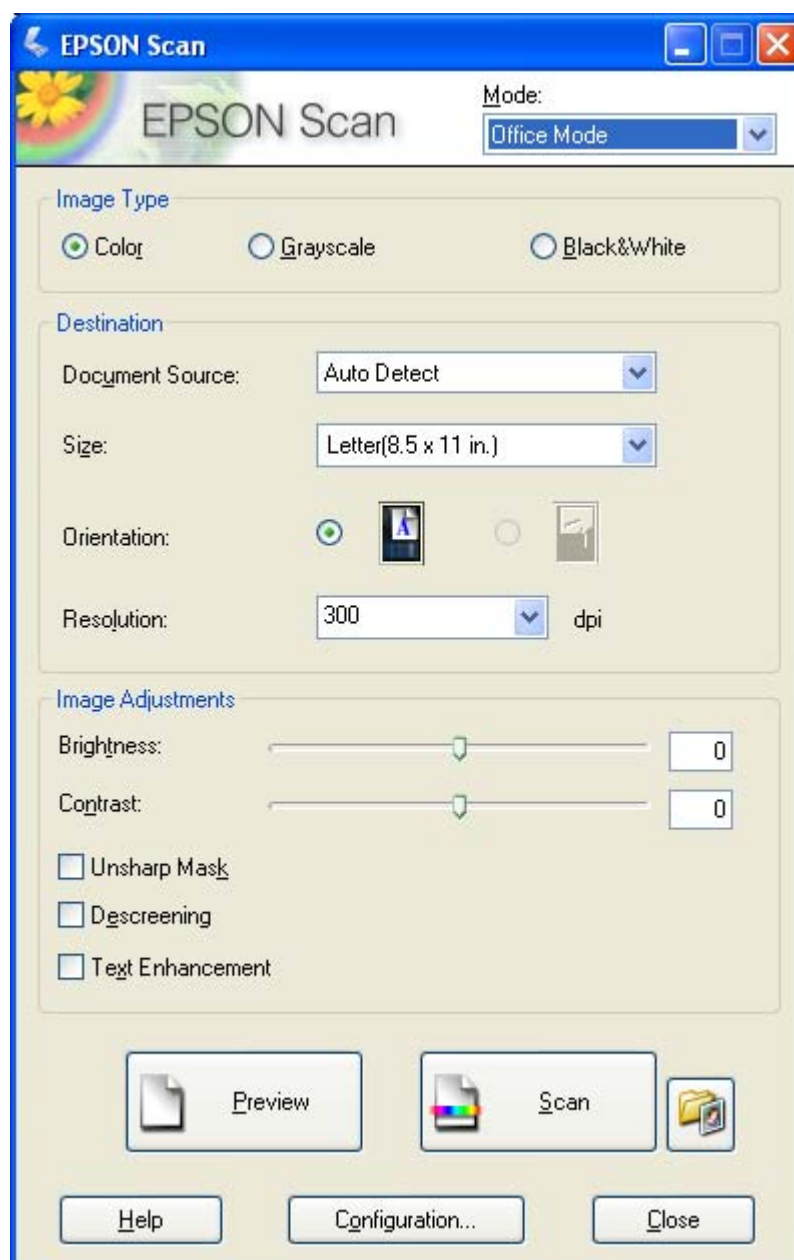 EPSON Scan
EPSON Scan
Mode:
Office Mode
Image Type
Color Grayscale Black&White
Destination
Document Source: Auto Detect
Size: Letter(8.5 x 11 in.)
Orientation: A
Resolution: 300 dpi
Image Adjustments
Brightness: 0
Contrast: 0
Unsharp Mask
Descreening
Text Enhancement
Preview Scan
Help Configuration... Close